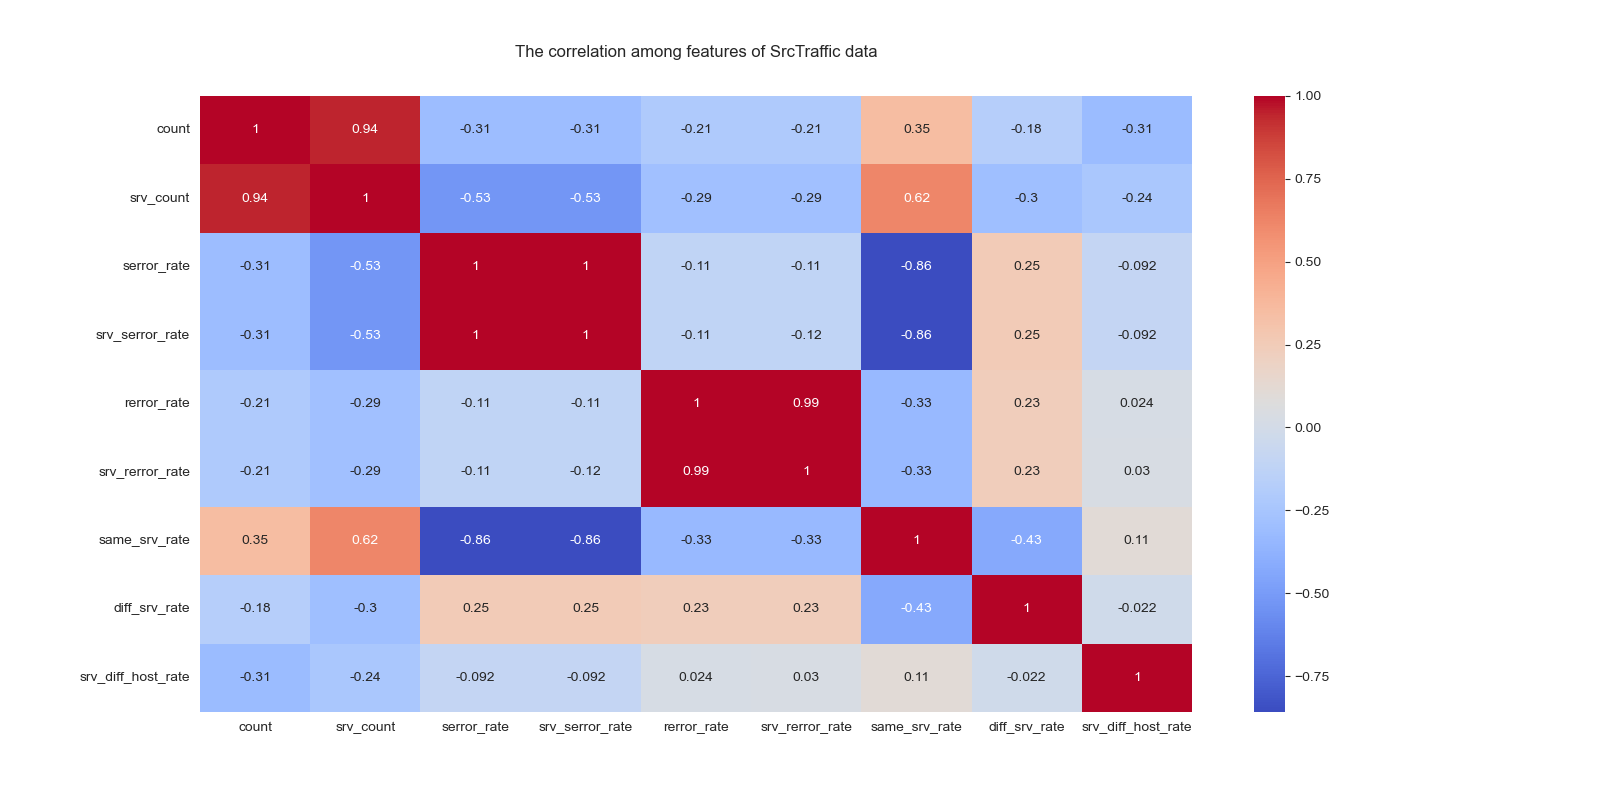 The correlation among features of SrcTraffic data
count 1 0.94 -0.31 -0.31 -0.21 -0.21 0.35 -0.18 -0.31
srv_count 0.94 1 -0.53 -0.53 -0.29 -0.29 0.62 -0.3 -0.24
serror_rate -0.31 -0.53 1 1 -0.11 -0.11 -0.86 0.25 -0.092
srv_serror_rate -0.31 -0.53 1 1 -0.11 -0.12 -0.86 0.25 -0.092
rerror_rate -0.21 -0.29 -0.11 -0.11 1 0.99 -0.33 0.23 0.024
srv_rerror_rate -0.21 -0.29 -0.11 -0.12 0.99 1 -0.33 0.23 0.03
same_srv_rate 0.35 0.62 -0.86 -0.86 -0.33 -0.33 1 -0.43 0.11
diff_srv_rate -0.18 -0.3 0.25 0.25 0.23 0.23 -0.43 1 -0.022
srv_diff_host_rate -0.31 -0.24 -0.092 -0.092 0.024 0.03 0.11 -0.022 1
count srv_count serror_rate srv_serror_rate rerror_rate srv_rerror_rate same_srv_rate diff_srv_rate srv_diff_host_rate
1.00
0.75
0.50
0.25
0.00
−0.25
−0.50
−0.75